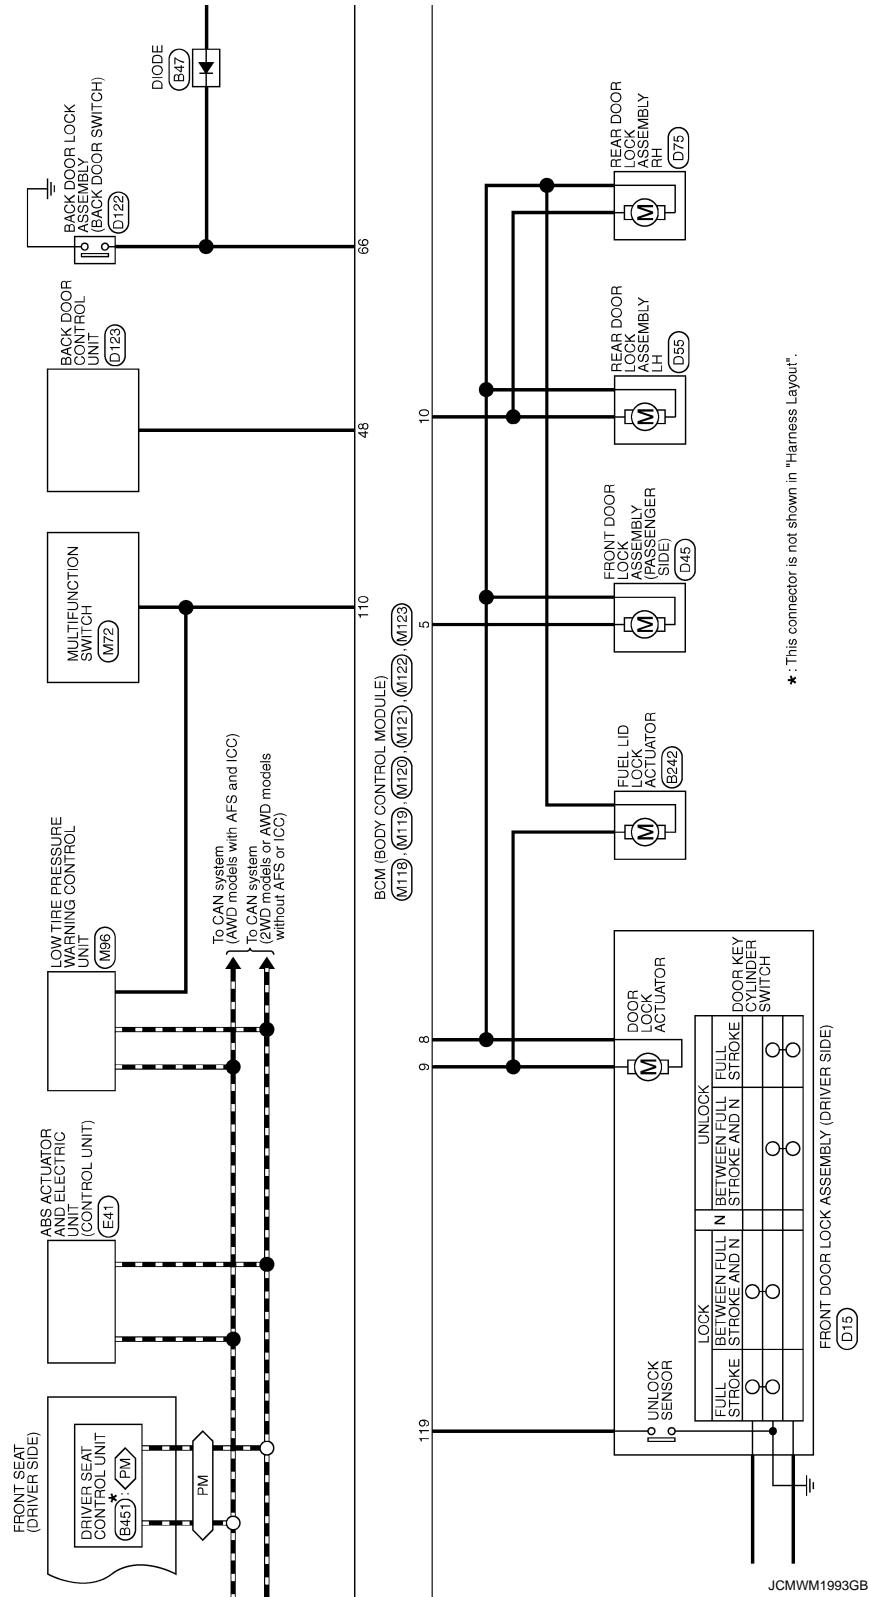 FRONT SEAT
(DRIVER SIDE)
DRIVER SEAT
CONTROL UNIT
*
B451 : PM
PM
ABS ACTUATOR
AND ELECTRIC
UNIT
(CONTROL UNIT)
E41
LOW TIRE PRESSURE
WARNING CONTROL
UNIT
M96
To CAN system
(AWD models with AFS and ICC)
To CAN system
(2WD models or AWD models
without AFS or ICC)
MULTIFUNCTION
SWITCH
M72
BACK DOOR
CONTROL
UNIT
D123
BACK DOOR LOCK
ASSEMBLY
(BACK DOOR SWITCH)
D122
DIODE
B47
110
48
66
BCM (BODY CONTROL MODULE)
M118 , M119 , M120 , M121 , M122 , M123
119
9
8
5
10
UNLOCK
SENSOR
DOOR
LOCK
ACTUATOR
LOCK
N
UNLOCK
DOOR KEY
CYLINDER
SWITCH
FULL
STROKE
BETWEEN FULL
STROKE AND N
BETWEEN FULL
STROKE AND N
FULL
STROKE
M
FRONT DOOR LOCK ASSEMBLY (DRIVER SIDE)
D15
FUEL LID
LOCK
ACTUATOR
B242
M
FRONT DOOR
LOCK
ASSEMBLY
(PASSENGER
SIDE)
D45
M
REAR DOOR
LOCK
ASSEMBLY
LH
D55
M
REAR DOOR
LOCK
ASSEMBLY
RH
D75
M
* : This connector is not shown in "Harness Layout".
JCMWM1993GB